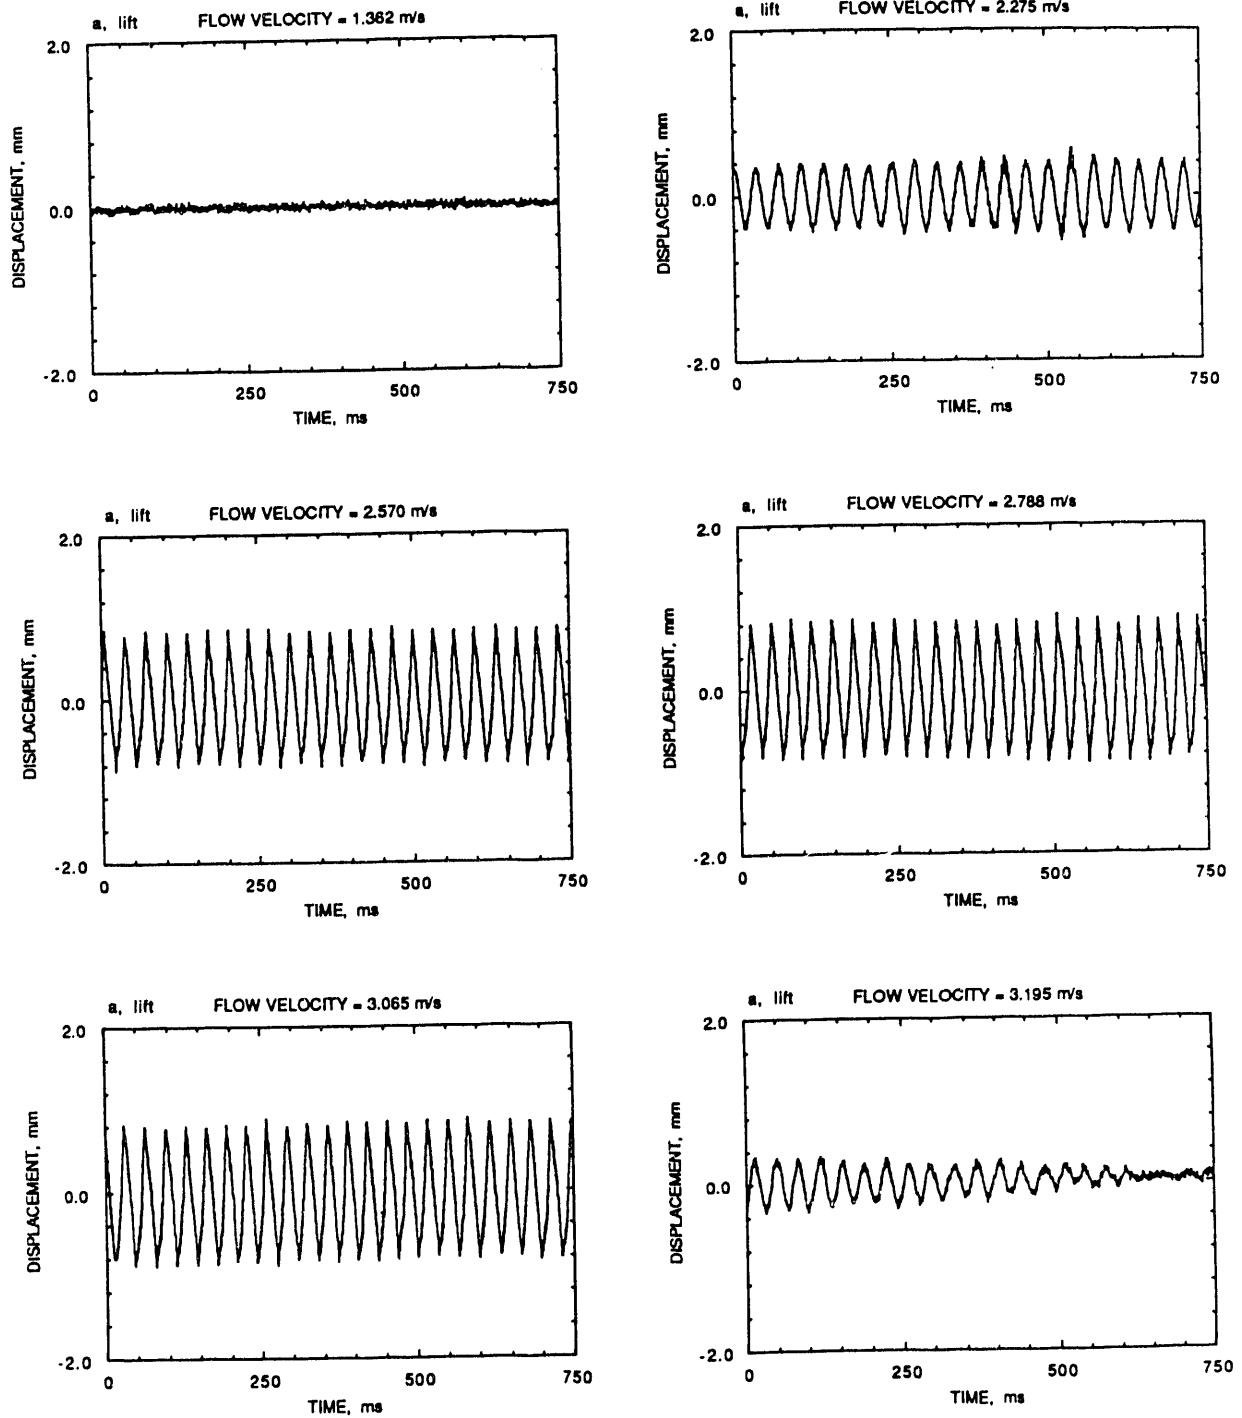 a, lift FLOW VELOCITY = 1.362 m/s
2.0
0.0
-2.0
DISPLACEMENT, mm
0 250 500 750
TIME, ms
a, lift FLOW VELOCITY = 2.275 m/s
2.0
0.0
-2.0
DISPLACEMENT, mm
0 250 500 750
TIME, ms
a, lift FLOW VELOCITY = 2.570 m/s
2.0
0.0
-2.0
DISPLACEMENT, mm
0 250 500 750
TIME, ms
a, lift FLOW VELOCITY = 2.788 m/s
2.0
0.0
-2.0
DISPLACEMENT, mm
0 250 500 750
TIME, ms
a, lift FLOW VELOCITY = 3.065 m/s
2.0
0.0
-2.0
DISPLACEMENT, mm
0 250 500 750
TIME, ms
a, lift FLOW VELOCITY = 3.195 m/s
2.0
0.0
-2.0
DISPLACEMENT, mm
0 250 500 750
TIME, ms